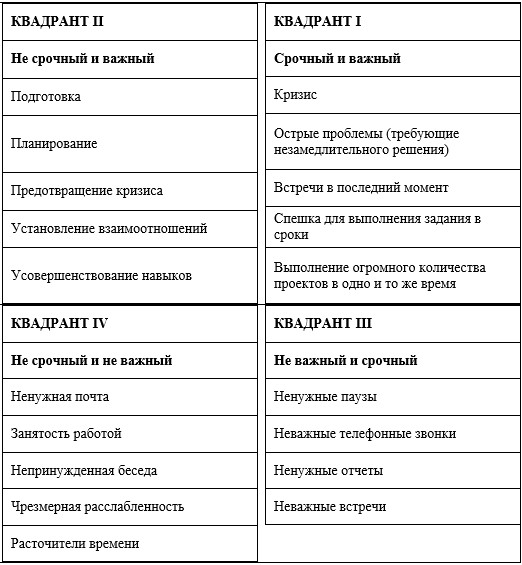 КВАДРАНТ II
Не срочный и важный
Подготовка
Планирование
Предотвращение кризиса
Установление взаимоотношений
Усовершенствование навыков
КВАДРАНТ I
Срочный и важный
Кризис
Острые проблемы (требующие
незамедлительного решения)
Встречи в последний момент
Спешка для выполнения задания в
сроки
Выполнение огромного количества
проектов в одно и то же время
КВАДРАНТ IV
Не срочный и не важный
Ненужная почта
Занятость работой
Непринужденная беседа
Чрезмерная расслабленность
Расточители времени
КВАДРАНТ III
Не важный и срочный
Ненужные паузы
Неважные телефонные звонки
Ненужные отчеты
Неважные встречи